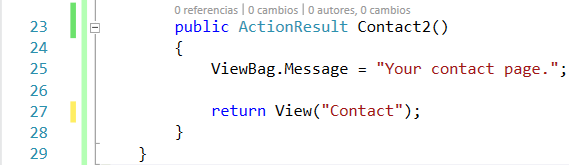 0 referencias | 0 cambios | 0 autores, 0 cambios
23 public ActionResult Contact2()
24 {
25 ViewBag.Message = "Your contact page.";
26
27 return View("Contact");
28 }
29 }